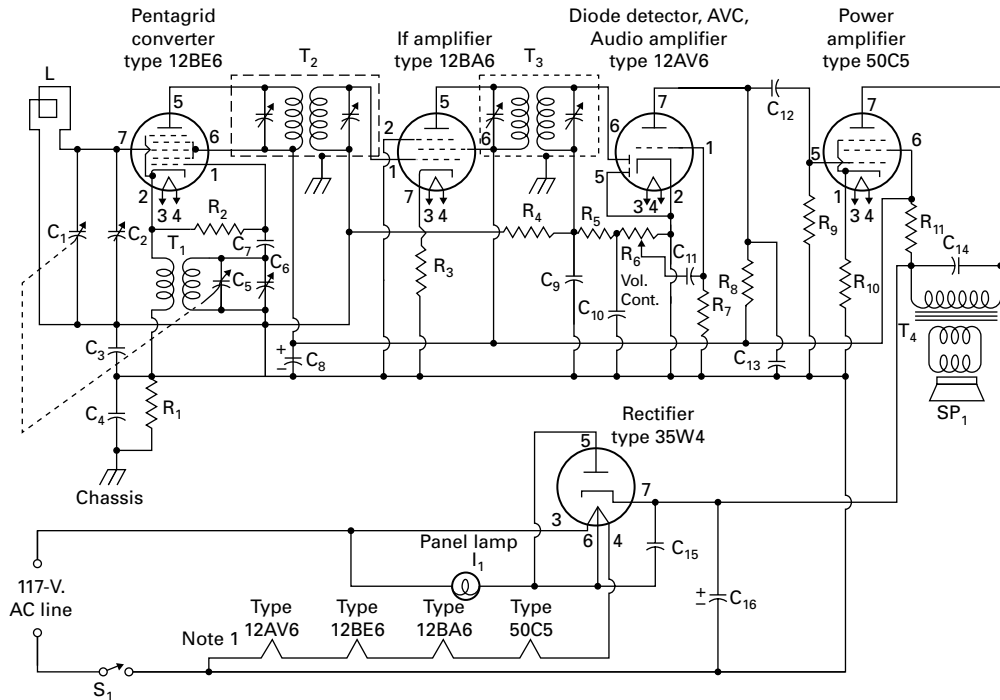 Pentagrid
converter
type 12BE6
If amplifier
type 12BA6
Diode detector, AVC,
Audio amplifier
type 12AV6
Power
amplifier
type 50C5
L
T2
T3
C12
5
7
6
1
2
3 4
5
2
6
1
7
3 4
7
6
5
1
2
3 4
7
5
6
1
3 4
C1
C2
R2
C7
T1
C5
C6
R3
R4
R5
R6
Vol.
Cont.
C11
R7
R8
R9
R10
R11
C14
C9
C10
C13
T4
SP1
C3
+
–
C8
C4
R1
Chassis
Rectifier
type 35W4
5
7
3
6
4
Panel lamp
I1
C15
+
–
C16
117-V.
AC line
Note 1
Type
12AV6
Type
12BE6
Type
12BA6
Type
50C5
S1